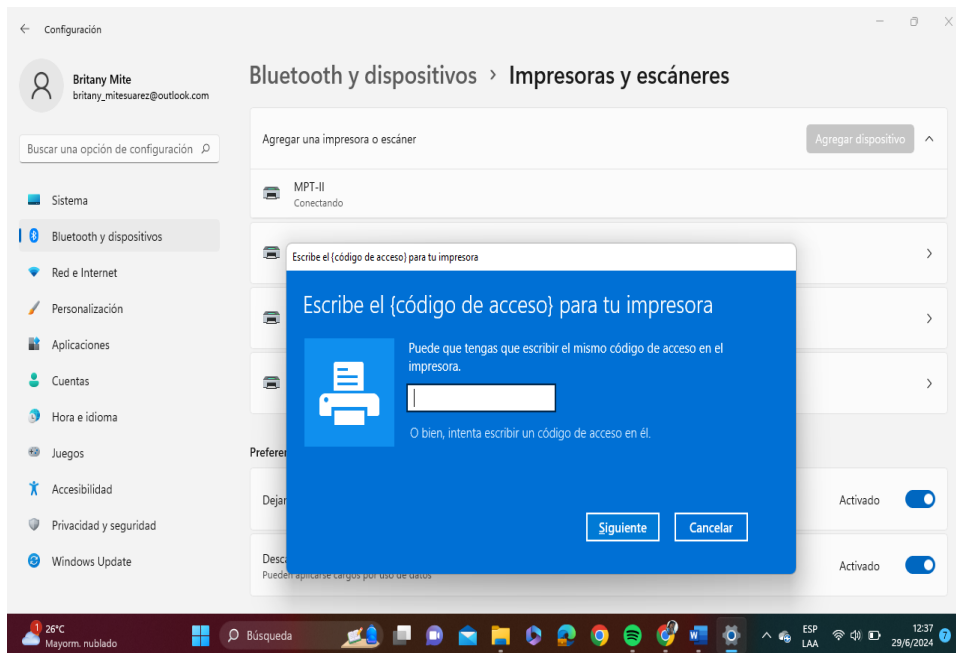 Configuración
Britany Mite
britany_mitesuarez@outlook.com
Buscar una opción de configuración
Sistema
Bluetooth y dispositivos
Red e Internet
Personalización
Aplicaciones
Cuentas
Hora e idioma
Juegos
Accesibilidad
Privacidad y seguridad
Windows Update
Bluetooth y dispositivos > Impresoras y escáneres
Agregar una impresora o escáner
Agregar dispositivo
MPT-II
Conectando
Escribe el {código de acceso} para tu impresora
Escribe el {código de acceso} para tu impresora
Puede que tengas que escribir el mismo código de acceso en el
impresora.
O bien, intenta escribir un código de acceso en él.
Siguiente
Cancelar
Prefere
Dejar
Activado
Desc
Pueden aplicarse cargos por uso de datos
Activado
1
26°C
Mayorm. nublado
Búsqueda
ESP
LAA
12:37
29/6/2024
7